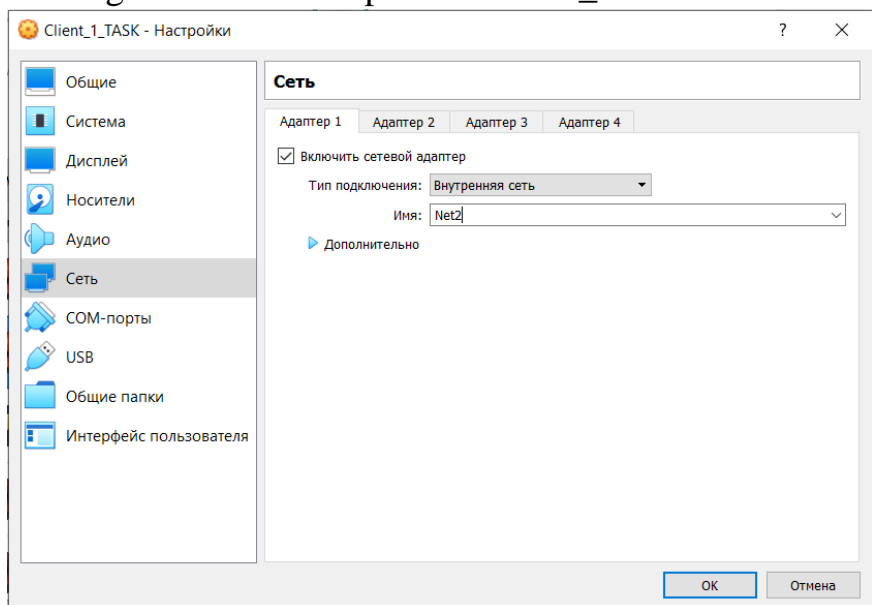 Client_1_TASK - Настройки
?
Общие
Система
Дисплей
Носители
Аудио
Сеть
COM-порты
USB
Общие папки
Интерфейс пользователя
Сеть
Адаптер 1 Адаптер 2 Адаптер 3 Адаптер 4
Включить сетевой адаптер
Тип подключения: Внутренняя сеть
Имя: Net2
Дополнительно
OK Отмена